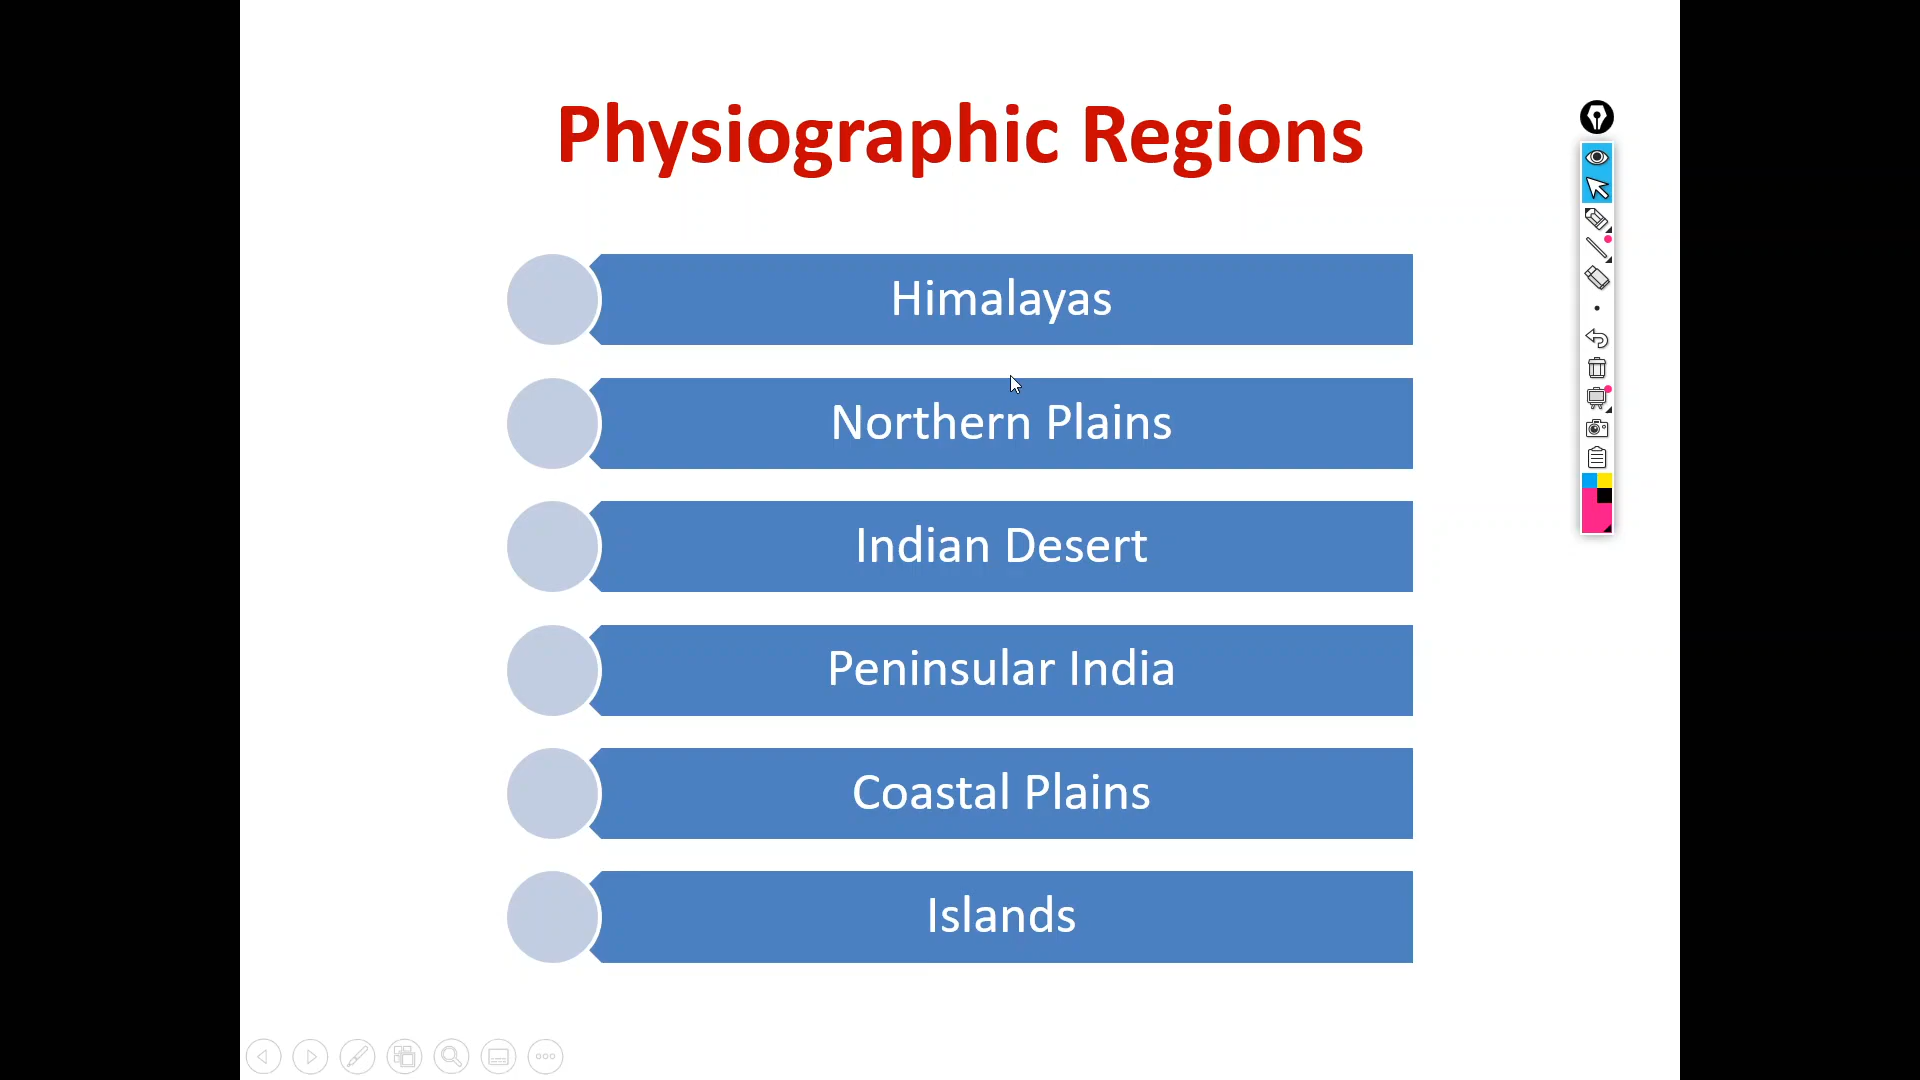 Physiographic Regions
Himalayas
Northern Plains
Indian Desert
Peninsular India
Coastal Plains
Islands